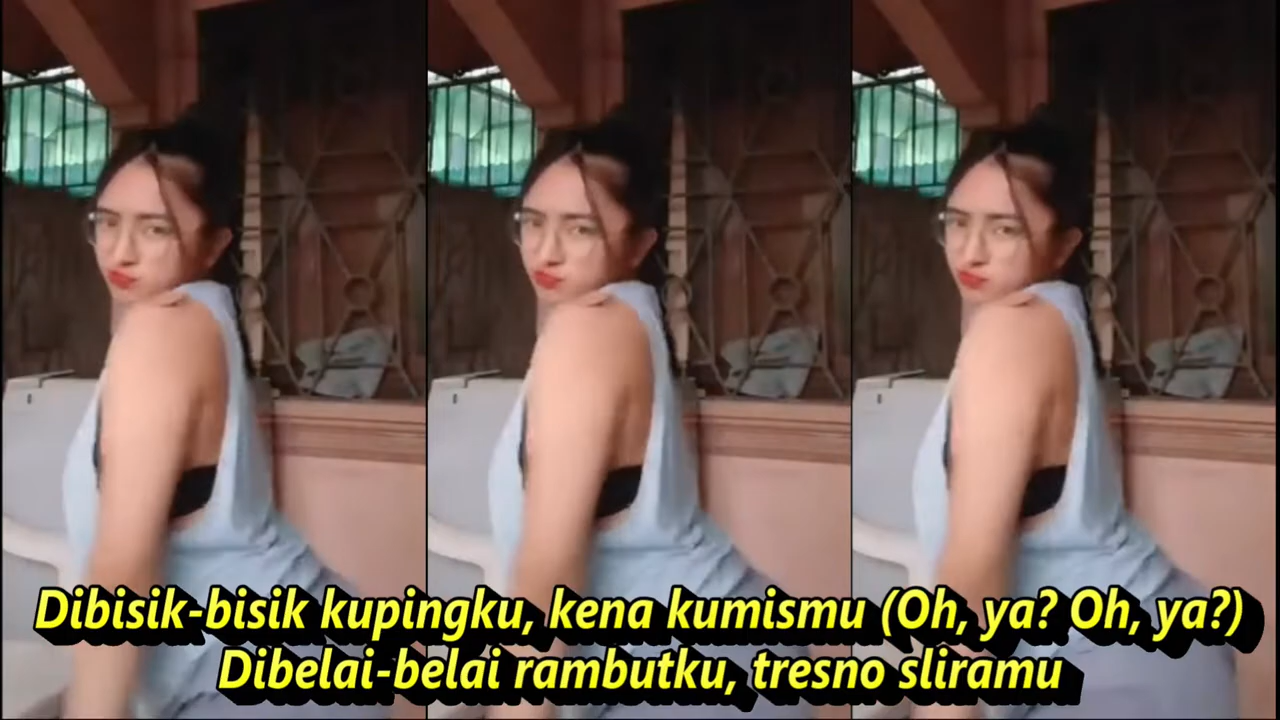 Dibisik-bisik kupingku, kena kumismu (Oh, ya? Oh, ya?)
Dibelai-belai rambutku, tresno sliramu